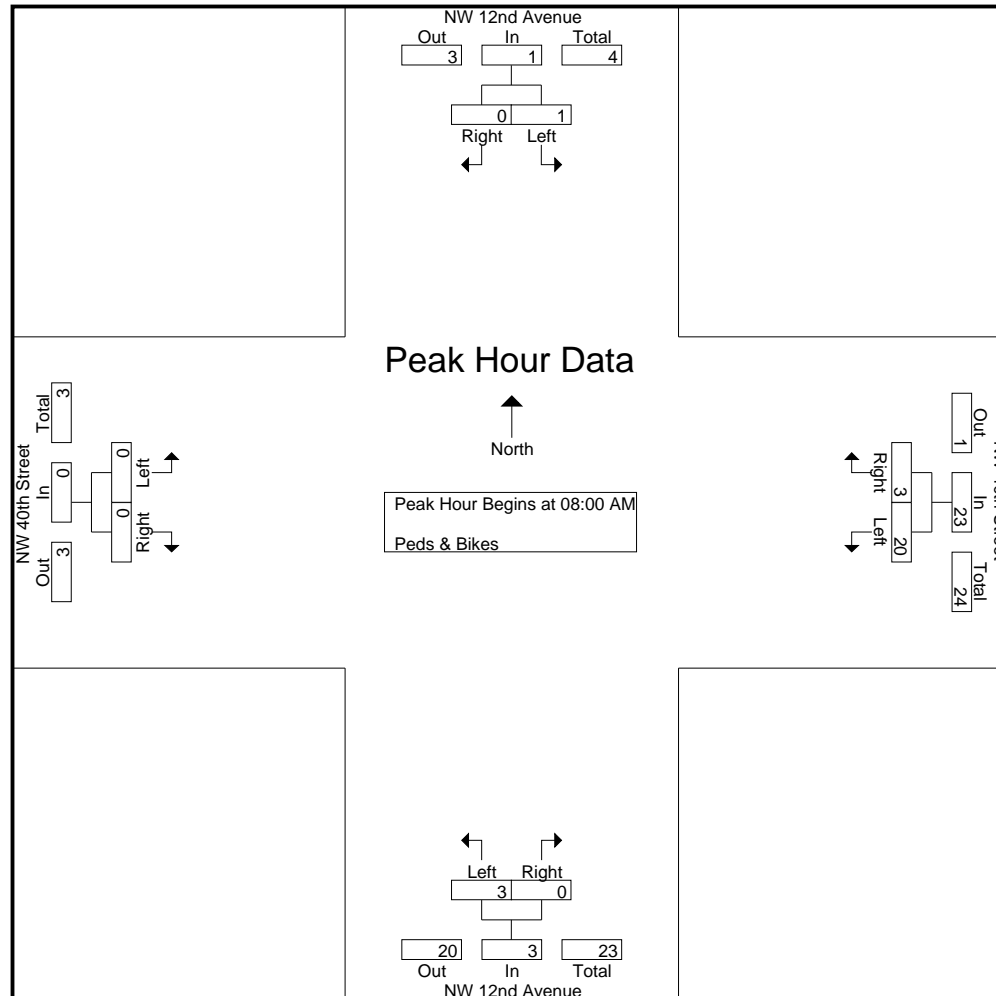 NW 12nd Avenue
Out In Total
3 1 4
0 1
Right Left
Peak Hour Data
North
Peak Hour Begins at 08:00 AM
Peds & Bikes
NW 40th Street
Out In Total
3 0 3
Right Left
0 0
Out In Total
1 23 24
Right Left
3 20
Left Right
3 0
20 3 23
Out In Total
NW 12nd Avenue